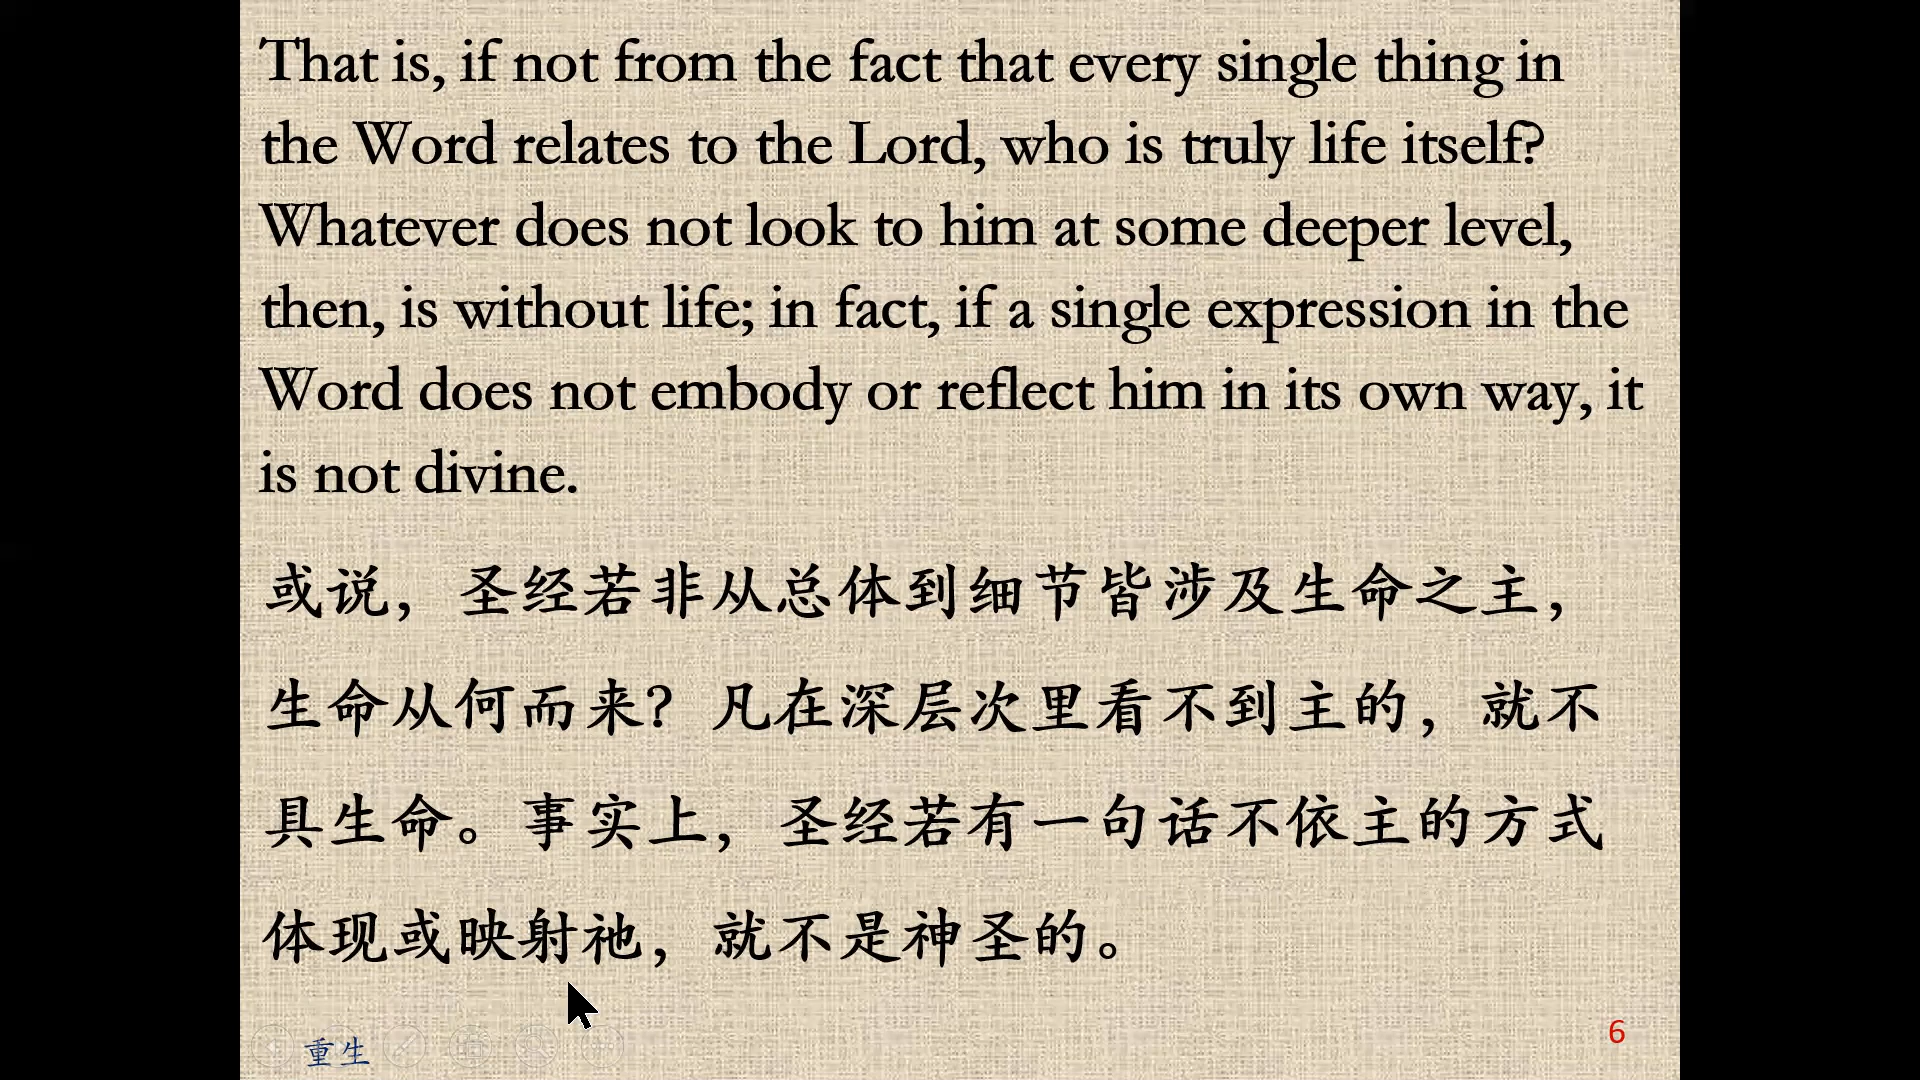 That is, if not from the fact that every single thing in
the Word relates to the Lord, who is truly life itself?
Whatever does not look to him at some deeper level,
then, is without life; in fact, if a single expression in the
Word does not embody or reflect him in its own way, it
is not divine.
或说，圣经若非从总体到细节皆涉及生命之主，
生命从何而来？凡在深层次里看不到主的，就不
具生命。事实上，圣经若有一句话不依主的方式
体现或映射祂，就不是神圣的。
重生
6